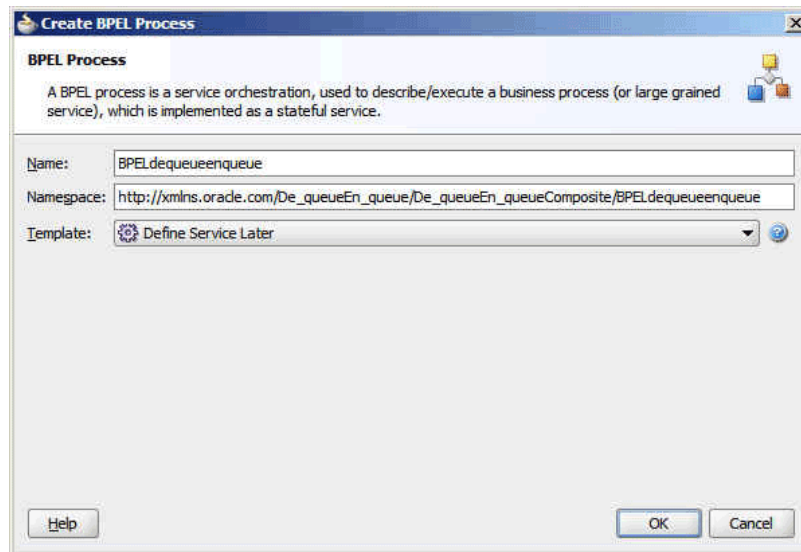 Create BPEL Process
BPEL Process
A BPEL process is a service orchestration, used to describe/execute a business process (or large grained
service), which is implemented as a stateful service.
Name: BPELdequeueenqueue
Namespace: http://xmlns.oracle.com/De_queueEn_queue/De_queueEn_queueComposite/BPELdequeueenqueue
Template: Define Service Later
Help OK Cancel